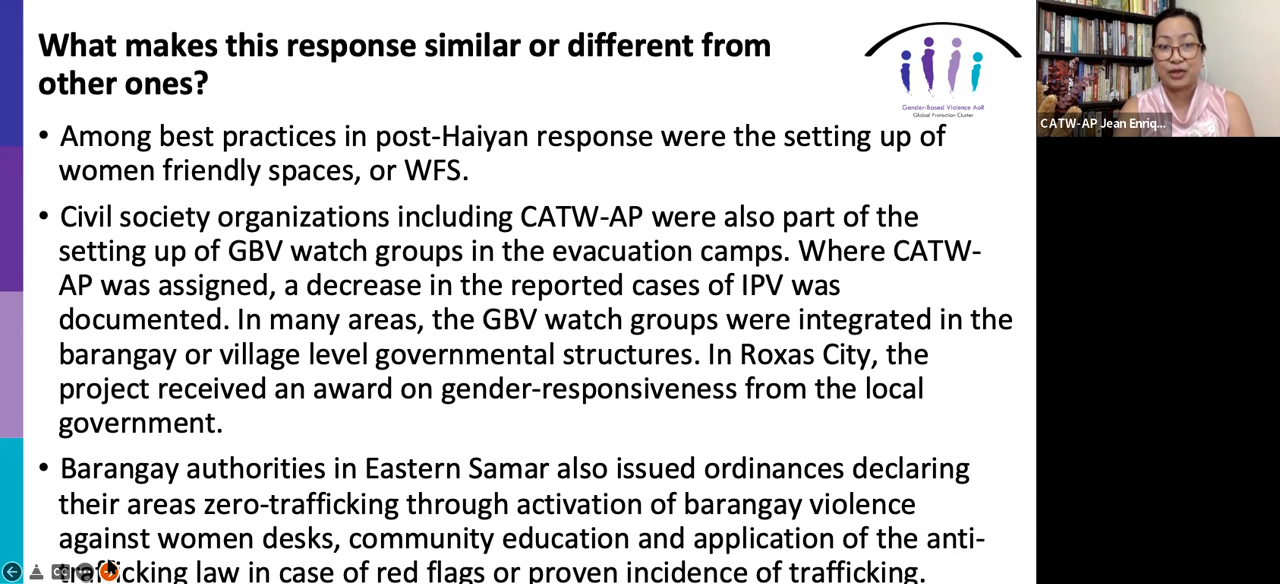 What makes this response similar or different from
other ones?
Gender-Based Violence AoR
Global Protection Cluster
CATW-AP Jean Enriq...
• Among best practices in post-Haiyan response were the setting up of
women friendly spaces, or WFS.
• Civil society organizations including CATW-AP were also part of the
setting up of GBV watch groups in the evacuation camps. Where CATW-
AP was assigned, a decrease in the reported cases of IPV was
documented. In many areas, the GBV watch groups were integrated in the
barangay or village level governmental structures. In Roxas City, the
project received an award on gender-responsiveness from the local
government.
• Barangay authorities in Eastern Samar also issued ordinances declaring
their areas zero-trafficking through activation of barangay violence
against women desks, community education and application of the anti-
trafficking law in case of red flags or proven incidence of trafficking.
CC